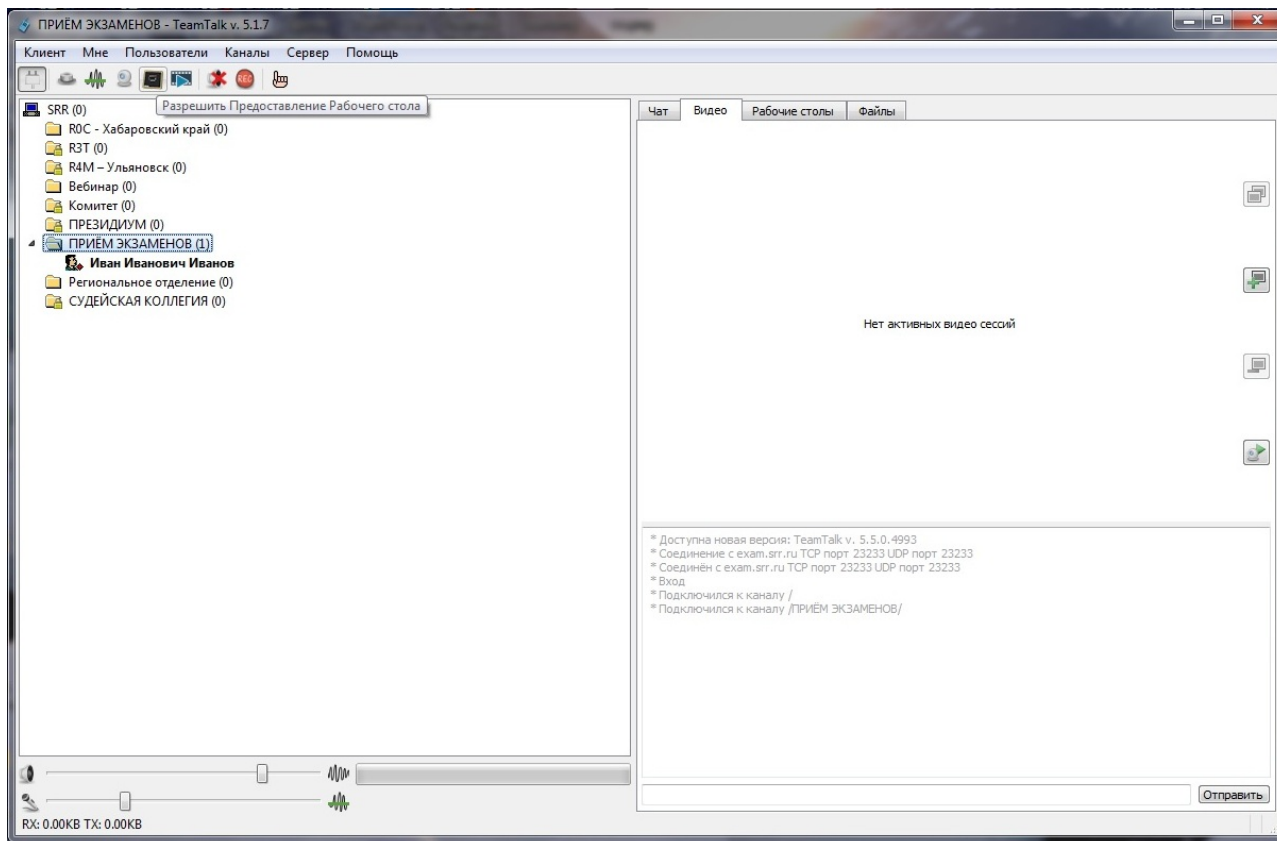 ПРИЁМ ЭКЗАМЕНОВ - TeamTalk v. 5.1.7
Клиент Мне Пользователи Каналы Сервер Помощь
REC
Разрешить Предоставление Рабочего стола
SRR (0)
R0C - Хабаровский край (0)
R3T (0)
R4M – Ульяновск (0)
Вебинар (0)
Комитет (0)
ПРЕЗИДИУМ (0)
ПРИЁМ ЭКЗАМЕНОВ (1)
Иван Иванович Иванов
Региональное отделение (0)
СУДЕЙСКАЯ КОЛЛЕГИЯ (0)
Чат Видео Рабочие столы Файлы
Нет активных видео сессий
* Доступна новая версия: TeamTalk v. 5.5.0.4993
* Соединение с exam.srr.ru TCP порт 23233 UDP порт 23233
* Соединён с exam.srr.ru TCP порт 23233 UDP порт 23233
* Вход
* Подключился к каналу /
* Подключился к каналу /ПРИЁМ ЭКЗАМЕНОВ/
Отправить
RX: 0.00KB TX: 0.00KB